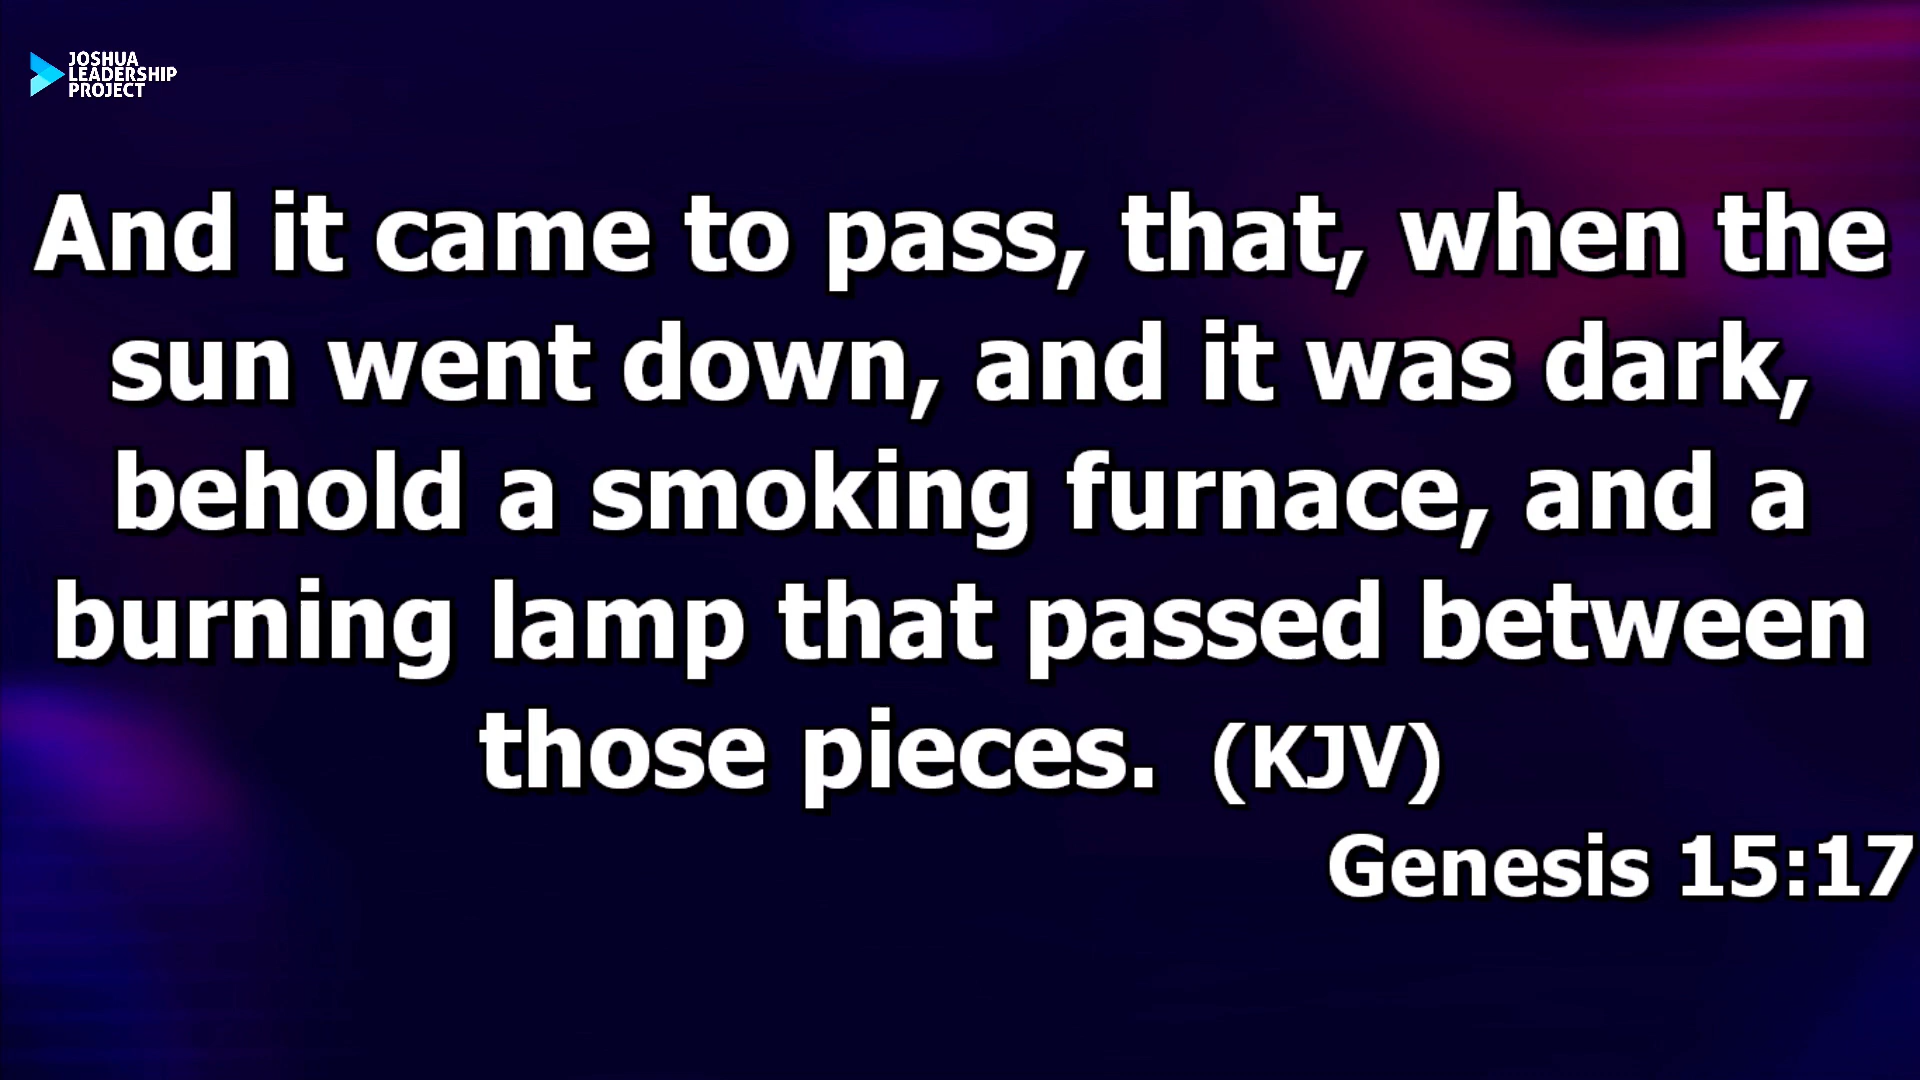 JOSHUA
LEADERSHIP
PROJECT
And it came to pass, that, when the
sun went down, and it was dark,
behold a smoking furnace, and a
burning lamp that passed between
those pieces. (KJV)
Genesis 15:17